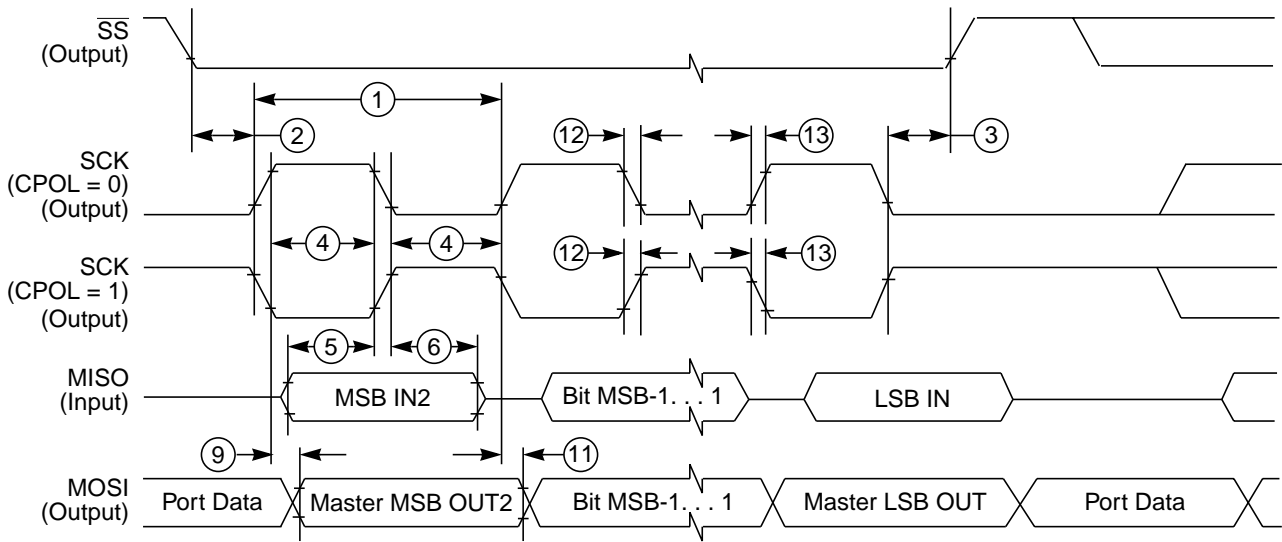 SS
(Output)
1
2
12
13
3
SCK
(CPOL = 0)
(Output)
4
4
12
13
SCK
(CPOL = 1)
(Output)
5
6
MISO
(Input)
MSB IN2
Bit MSB-1. . . 1
LSB IN
9
11
MOSI
(Output)
Port Data
Master MSB OUT2
Bit MSB-1. . . 1
Master LSB OUT
Port Data